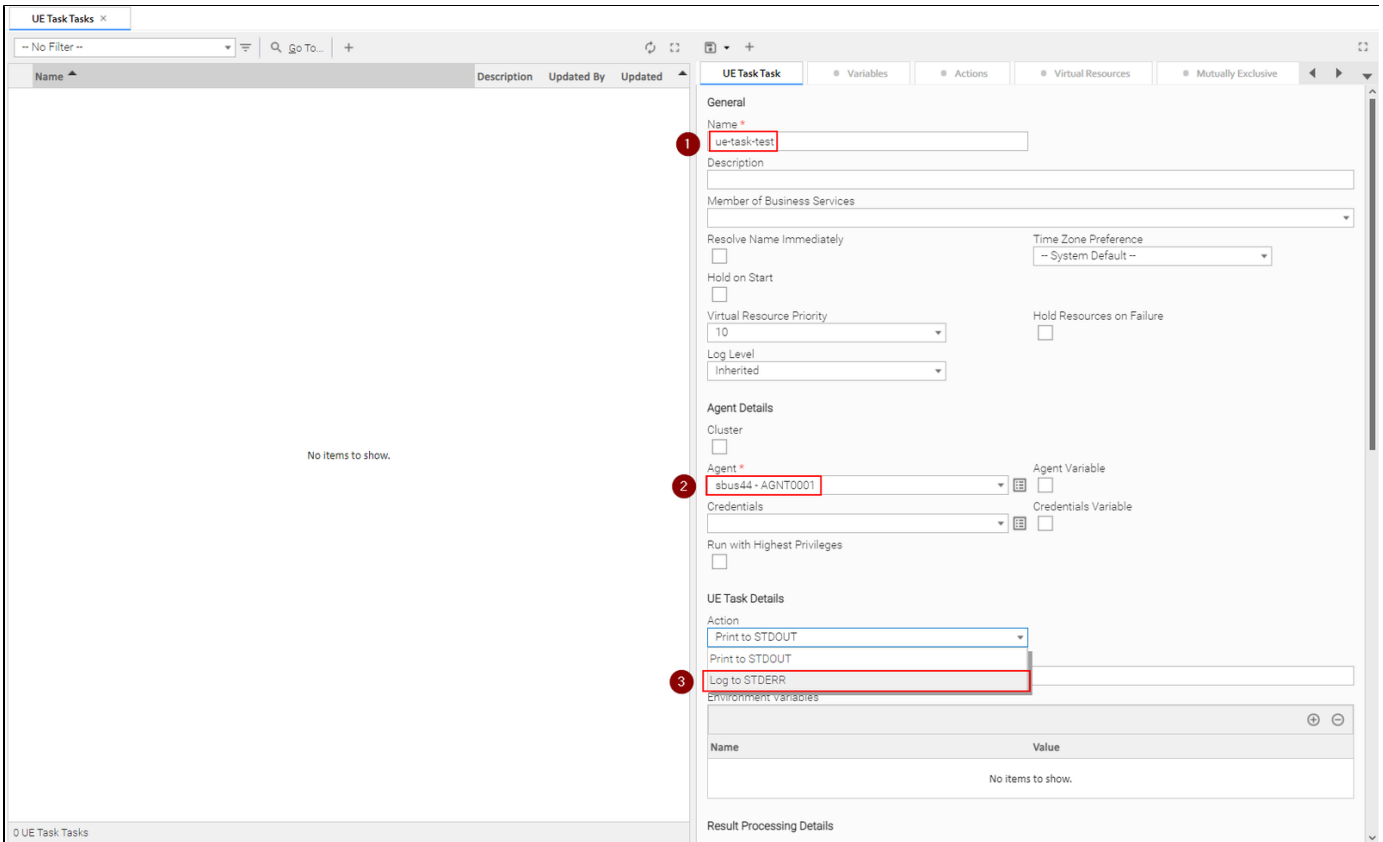 UE Task Tasks ×
-- No Filter --
Go To...
Name
Description
Updated By
Updated
No items to show.
0 UE Task Tasks
UE Task Task
Variables
Actions
Virtual Resources
Mutually Exclusive
General
Name *
1
ue-task-test
Description
Member of Business Services
Resolve Name Immediately
Time Zone Preference
-- System Default --
Hold on Start
Virtual Resource Priority
Hold Resources on Failure
10
Log Level
Inherited
Agent Details
Cluster
Agent *
Agent Variable
2
sbus44 - AGNT0001
Credentials
Credentials Variable
Run with Highest Privileges
UE Task Details
Action
Print to STDOUT
Print to STDOUT
3
Log to STDERR
Environment Variables
Name
Value
No items to show.
Result Processing Details